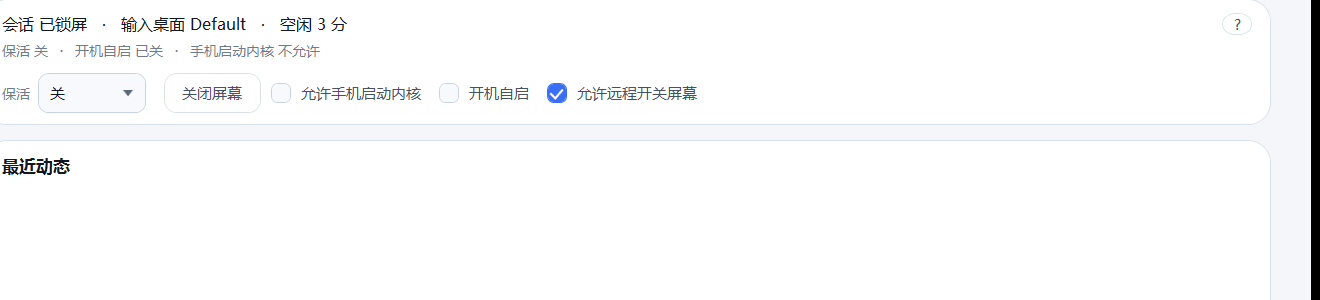 会话 已锁屏 · 输入桌面 Default · 空闲 3 分
?
保活 关 · 开机自启 已关 · 手机启动内核 不允许
保活 关 关闭屏幕 允许手机启动内核 开机自启 允许远程开关屏幕
最近动态